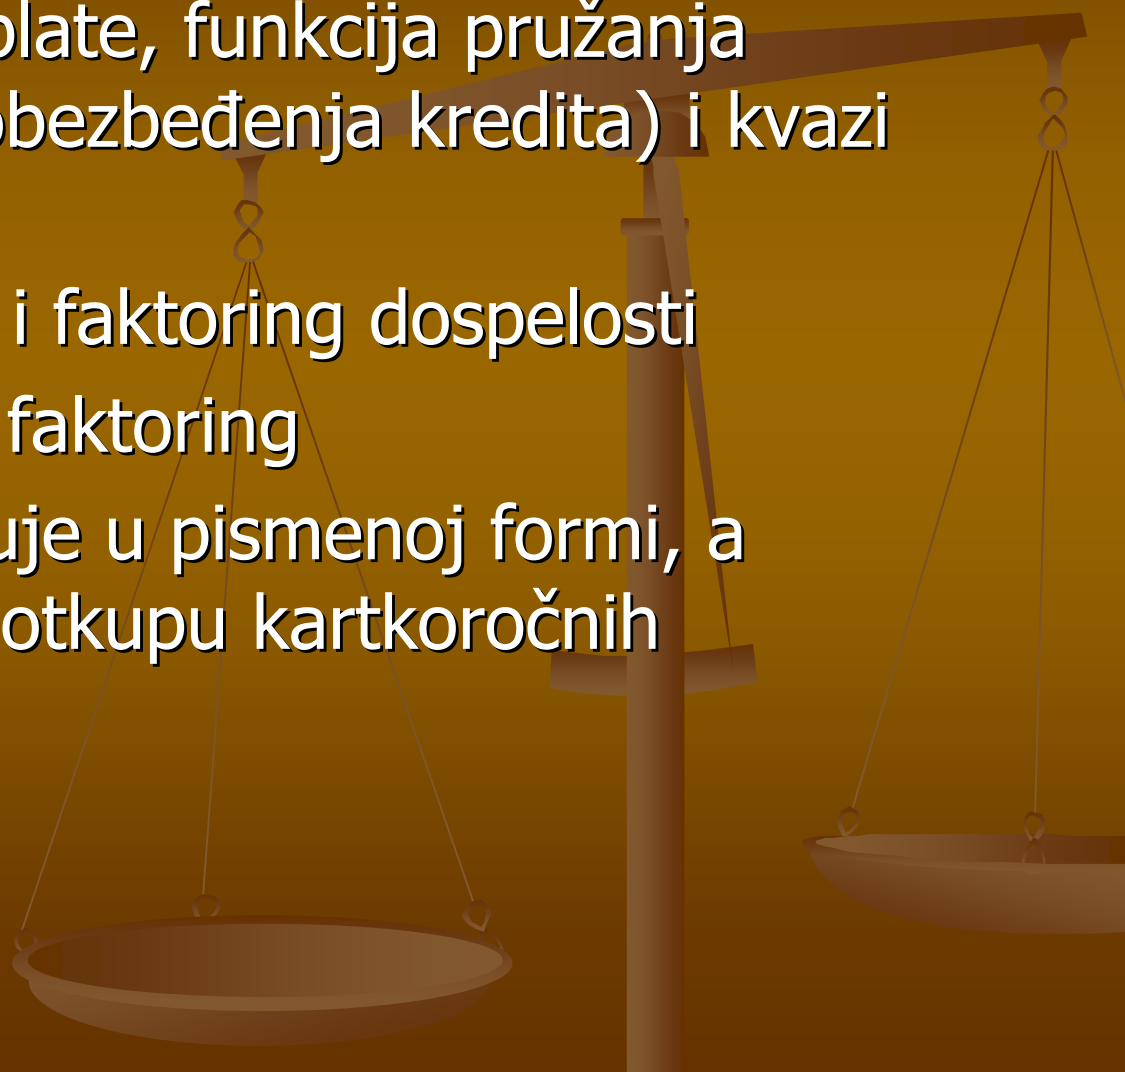 plate, funkcija pružanja
obezbeđenja kredita) i kvazi
i faktoring dospelosti
faktoring
uje u pismenoj formi, a
otkupu kartkoročnih